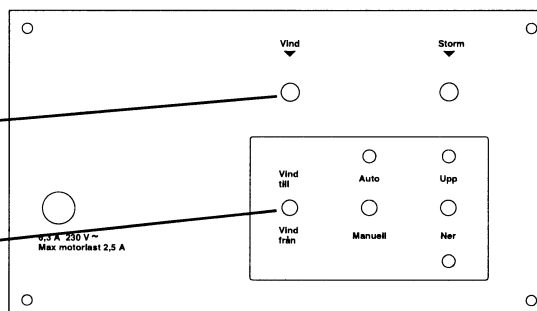 Vind Storm
Vind
till Auto Upp
Vind
från Manuell Ner
6,3 A 230 V ~
Max motorlast 2,5 A